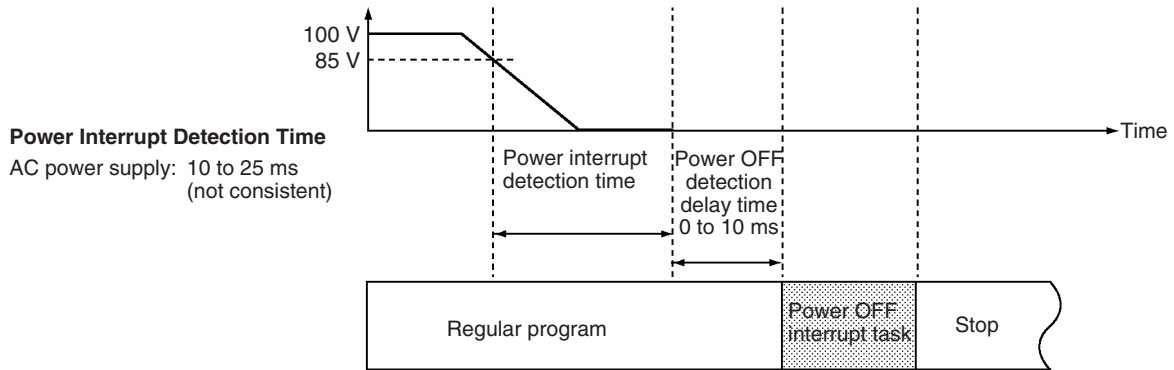 100 V
85 V
Time
Power Interrupt Detection Time
AC power supply: 10 to 25 ms
(not consistent)
Power interrupt
detection time
Power OFF
detection
delay time
0 to 10 ms
Regular program
Power OFF
interrupt task
Stop